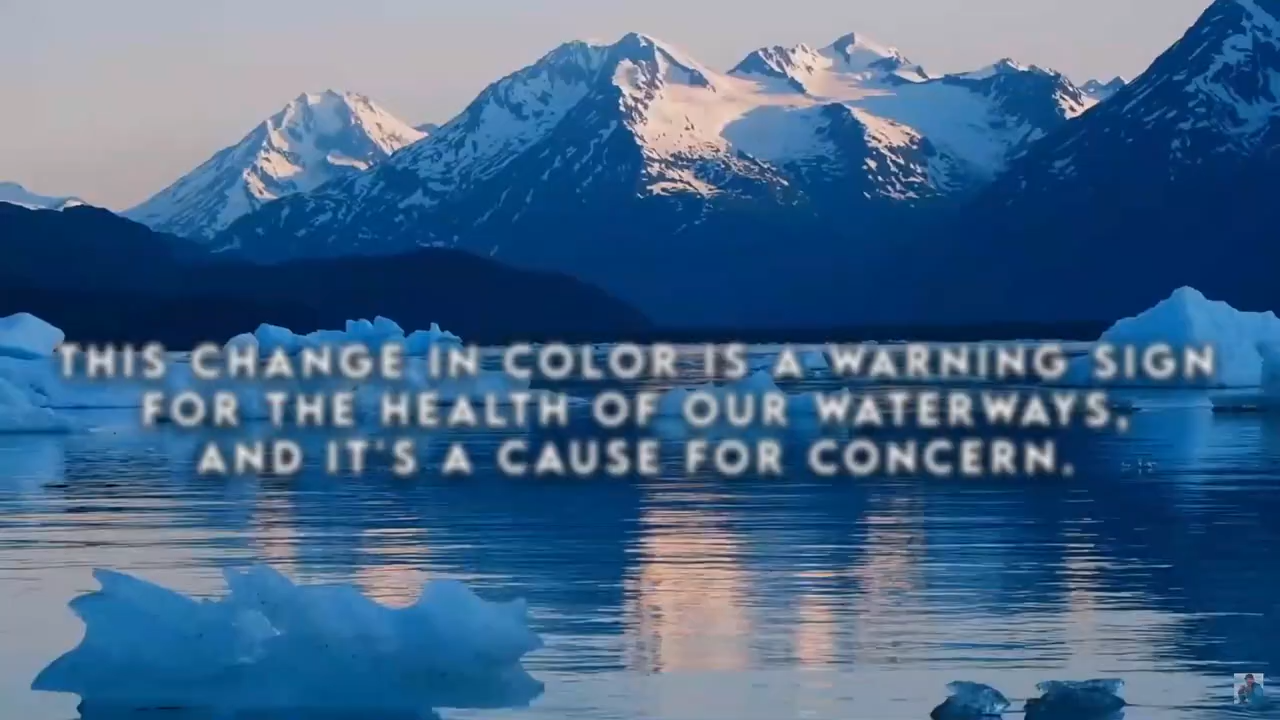 THIS CHANGE IN COLOR IS A WARNING SIGN
FOR THE HEALTH OF OUR WATERWAYS,
AND IT'S A CAUSE FOR CONCERN.